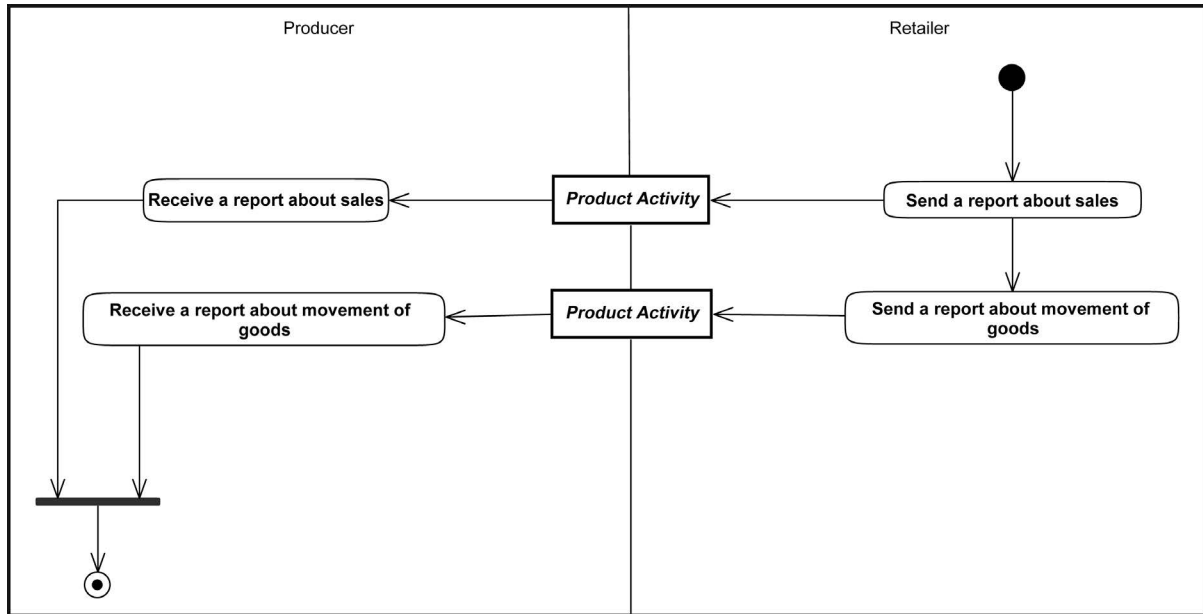 Producer
Retailer
Receive a report about sales
Product Activity
Send a report about sales
Receive a report about movement of
goods
Product Activity
Send a report about movement of
goods